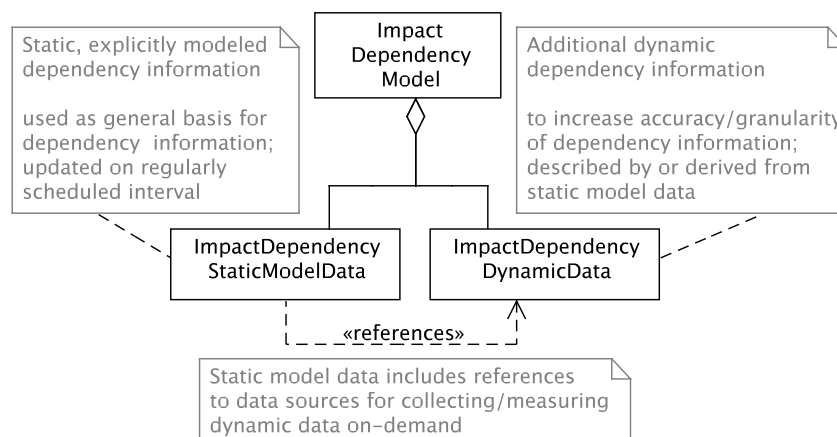 Static, explicitly modeled
dependency information
used as general basis for
dependency information;
updated on regularly
scheduled interval
Impact
Dependency
Model
Additional dynamic
dependency information
to increase accuracy/granularity
of dependency information;
described by or derived from
static model data
ImpactDependency
StaticModelData
ImpactDependency
DynamicData
«references»
Static model data includes references
to data sources for collecting/measuring
dynamic data on-demand